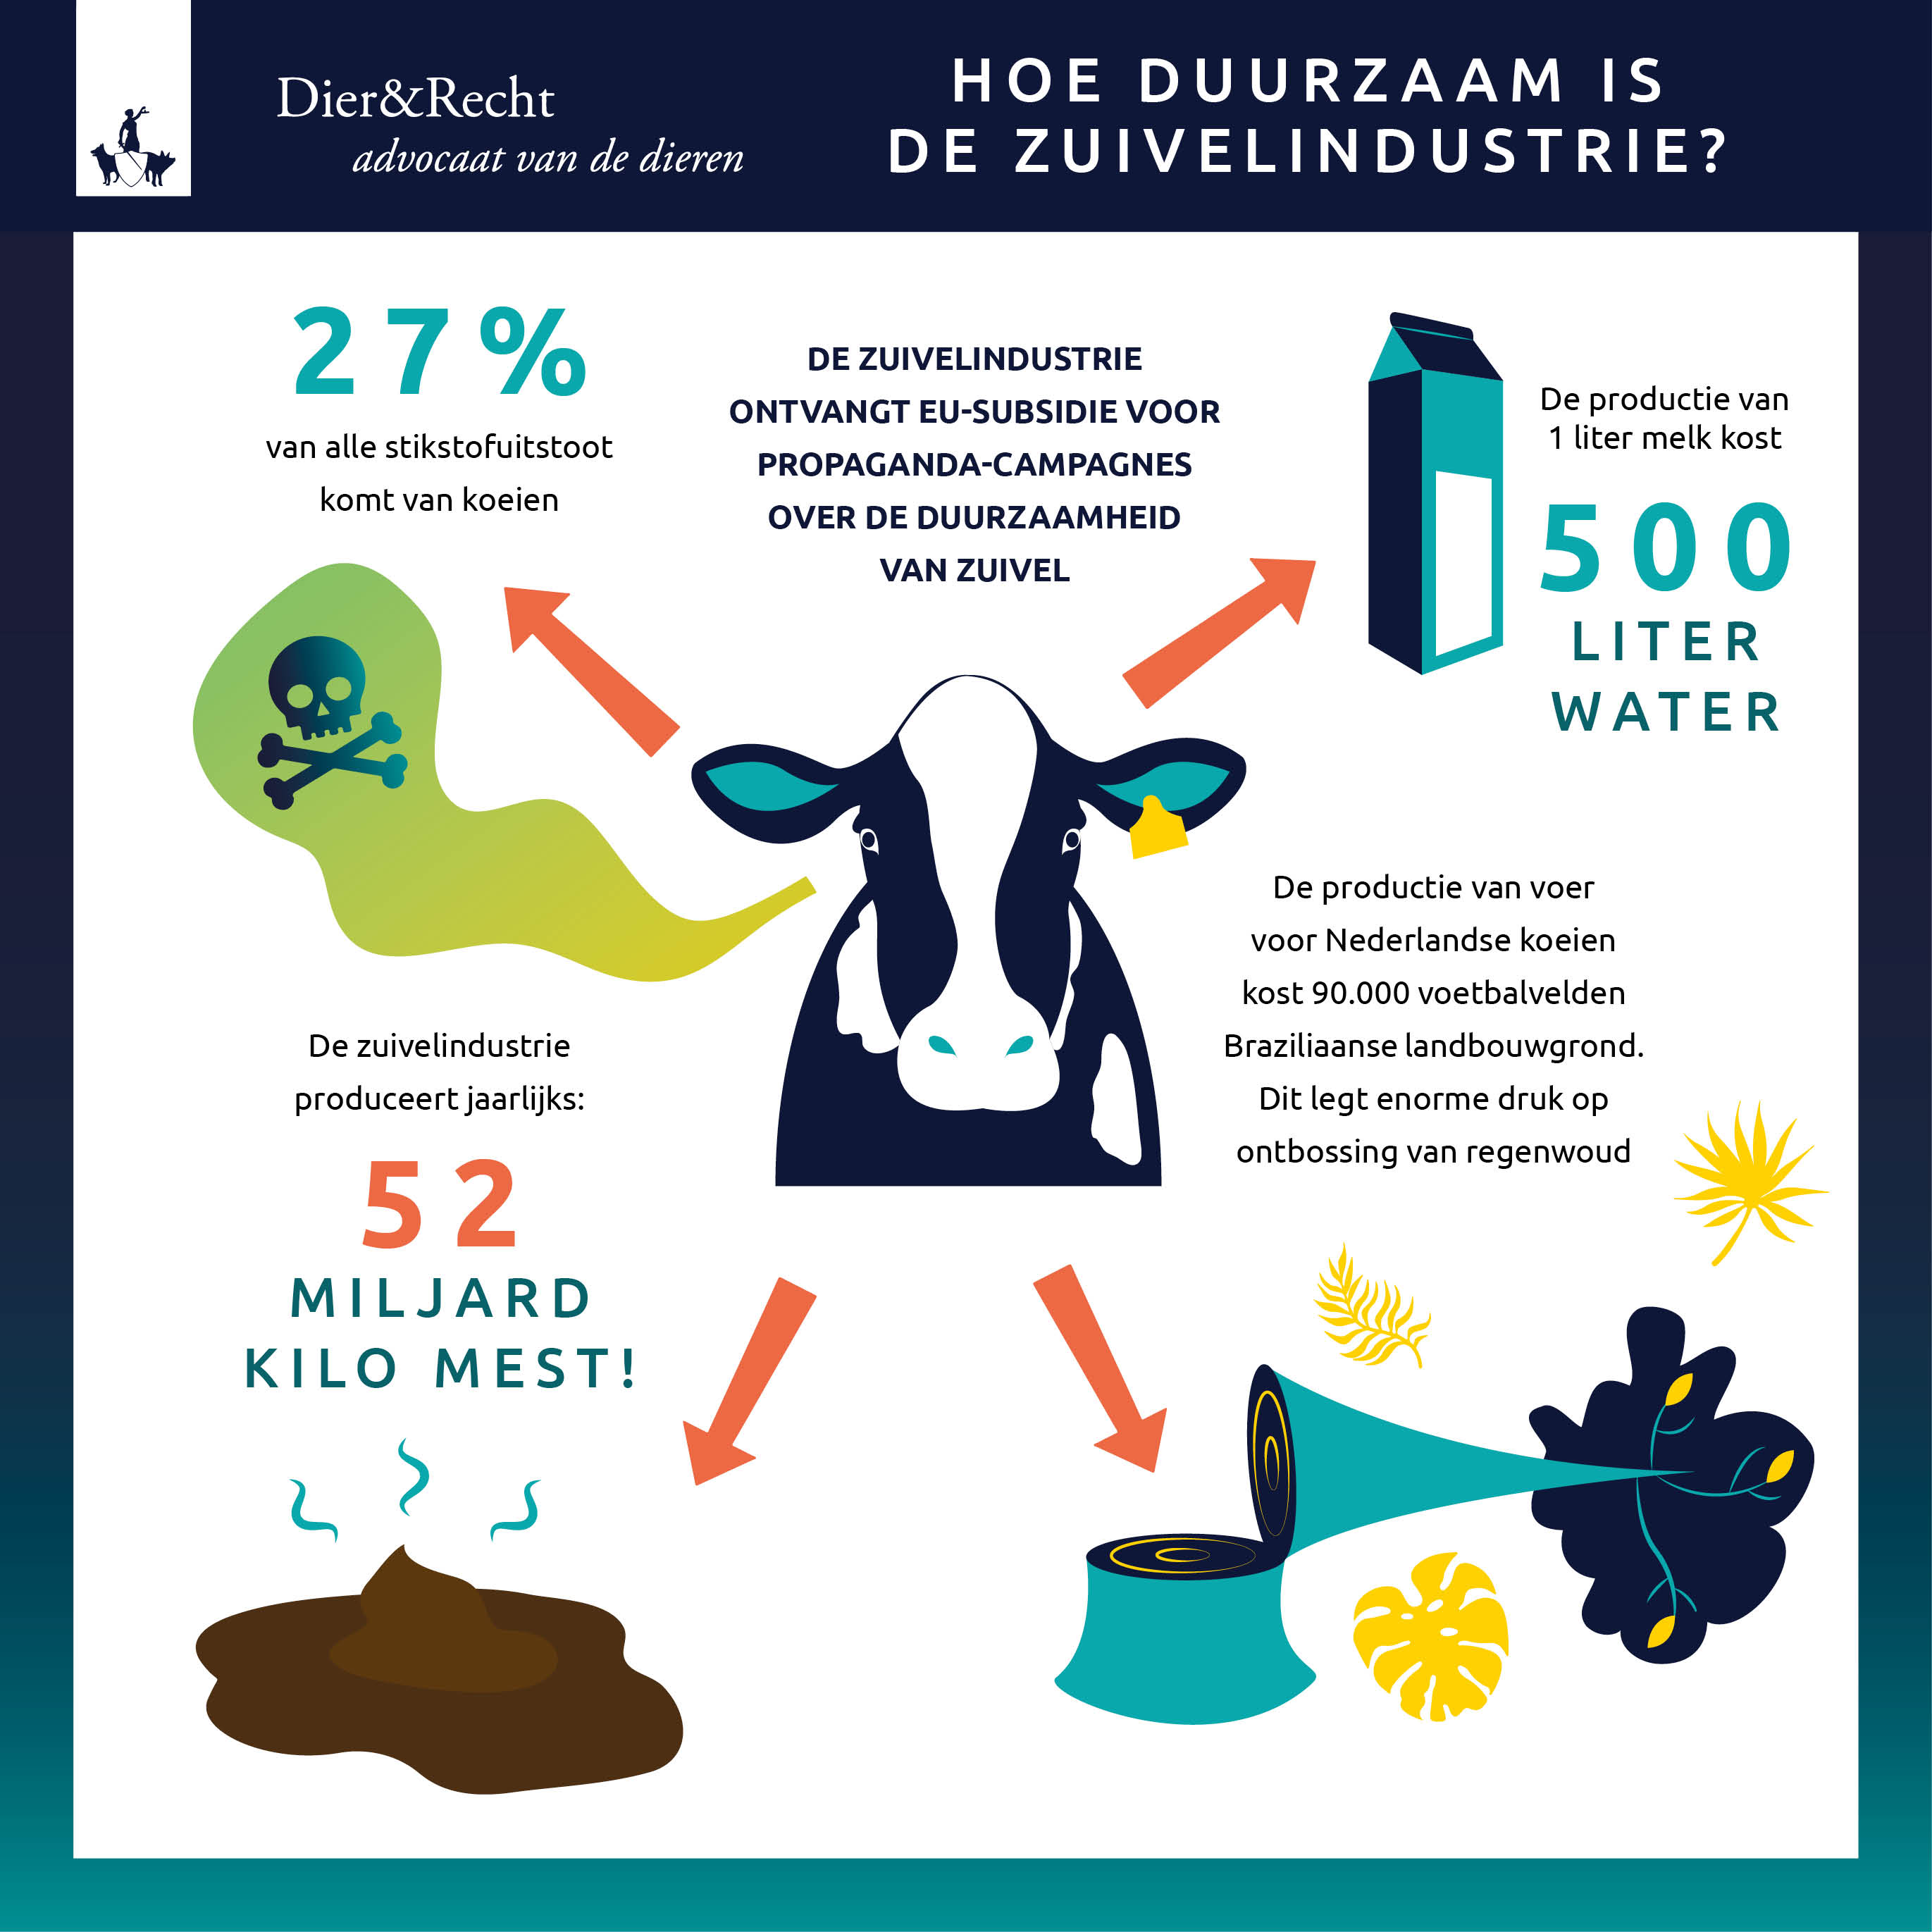 Dier&Recht
advocaat van de dieren
HOE DUURZAAM IS
DE ZUIVELINDUSTRIE?
27%
van alle stikstofuitstoot
komt van koeien
DE ZUIVELINDUSTRIE
ONTVANGT EU-SUBSIDIE VOOR
PROPAGANDA-CAMPAGNES
OVER DE DUURZAAMHEID
VAN ZUIVEL
De productie van
1 liter melk kost
500
LITER
WATER
De productie van voer
voor Nederlandse koeien
kost 90.000 voetbalvelden
Braziliaanse landbouwgrond.
Dit legt enorme druk op
ontbossing van regenwoud
De zuivelindustrie
produceert jaarlijks:
52
MILJARD
KILO MEST!